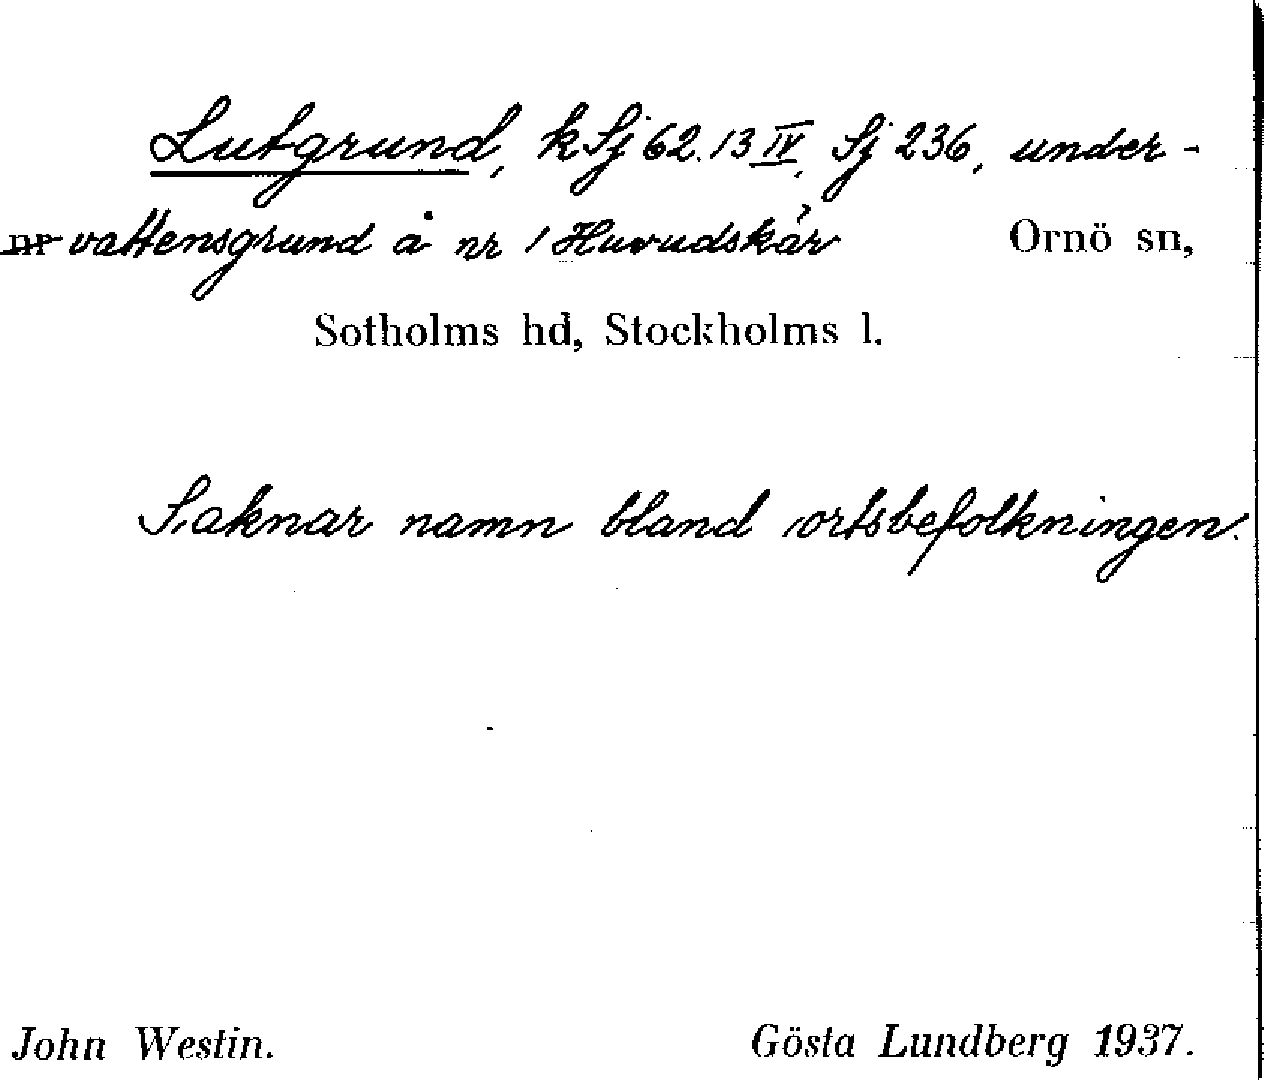 Lutgrund, kSj 62.13 IV, Sj 236, under-
nr vattensgrund å nr 1 Huvudskär Ornö sn,
Sotholms hd, Stockholms l.
Saknar namn bland ortsbefolkningen.
John Westin. Gösta Lundberg 1937.